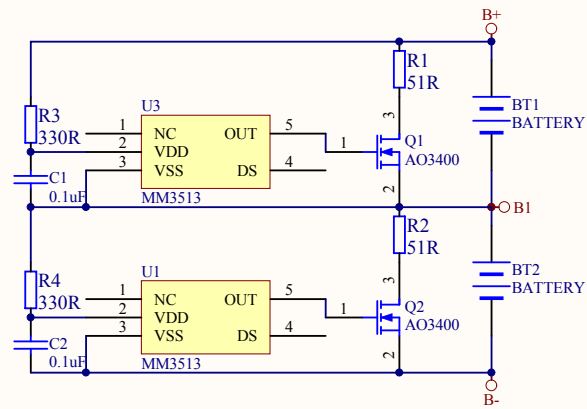 B+
R1
51R
R3
330R
U3
1 NC OUT 5
2 VDD
3 VSS DS 4
MM3513
C1
0.1uF
3
1
2
Q1
AO3400
BT1
BATTERY
B1
R2
51R
R4
330R
U1
1 NC OUT 5
2 VDD
3 VSS DS 4
MM3513
C2
0.1uF
3
1
2
Q2
AO3400
BT2
BATTERY
B-